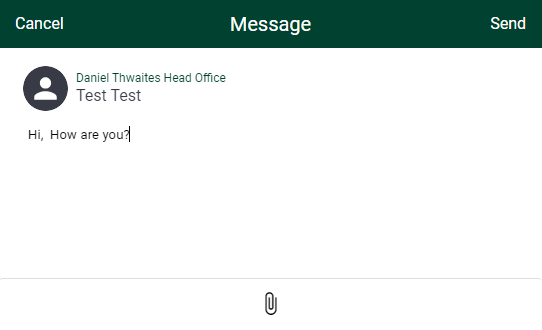 Cancel Message Send
Daniel Thwaites Head Office
Test Test
Hi, How are you?